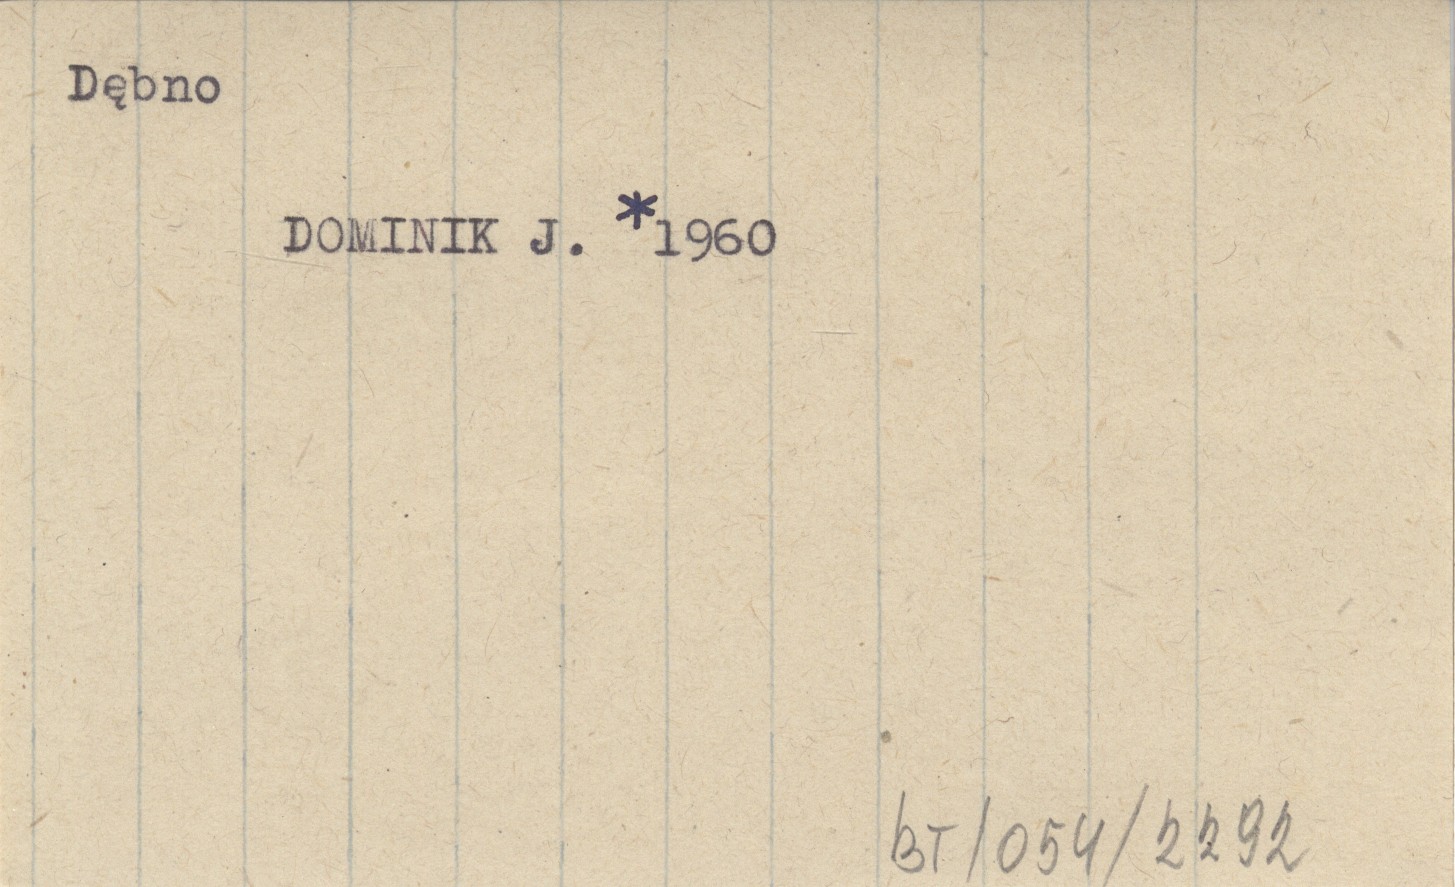 Dębno
DOMINIK J. *1960
BT/054/2292